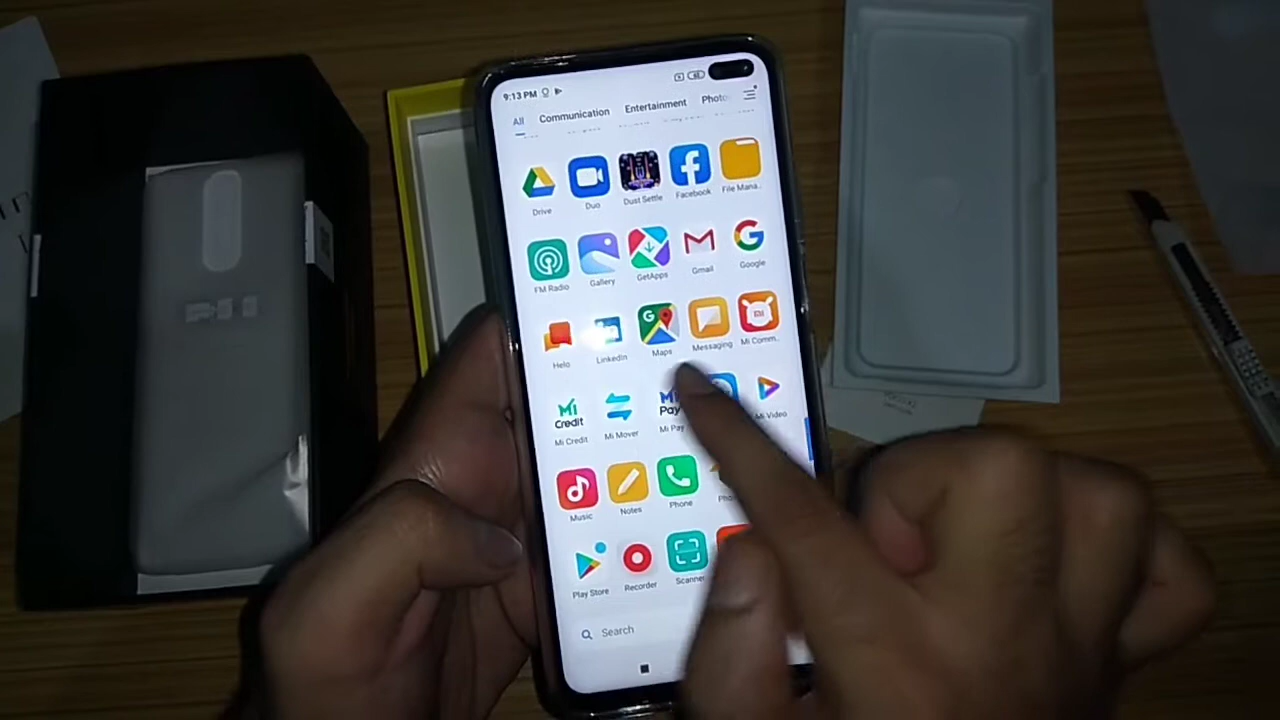 9:13 PM
All Communication Entertainment Photo
Drive Duo Dust Settle Facebook File Mana..
FM Radio Gallery GetApps Gmail Google
Helo LinkedIn Maps Messaging Mi Comm..
Mi Credit Mi Mover Mi Pay Mi Video
Music Notes Phone
Play Store Recorder Scanner
Search